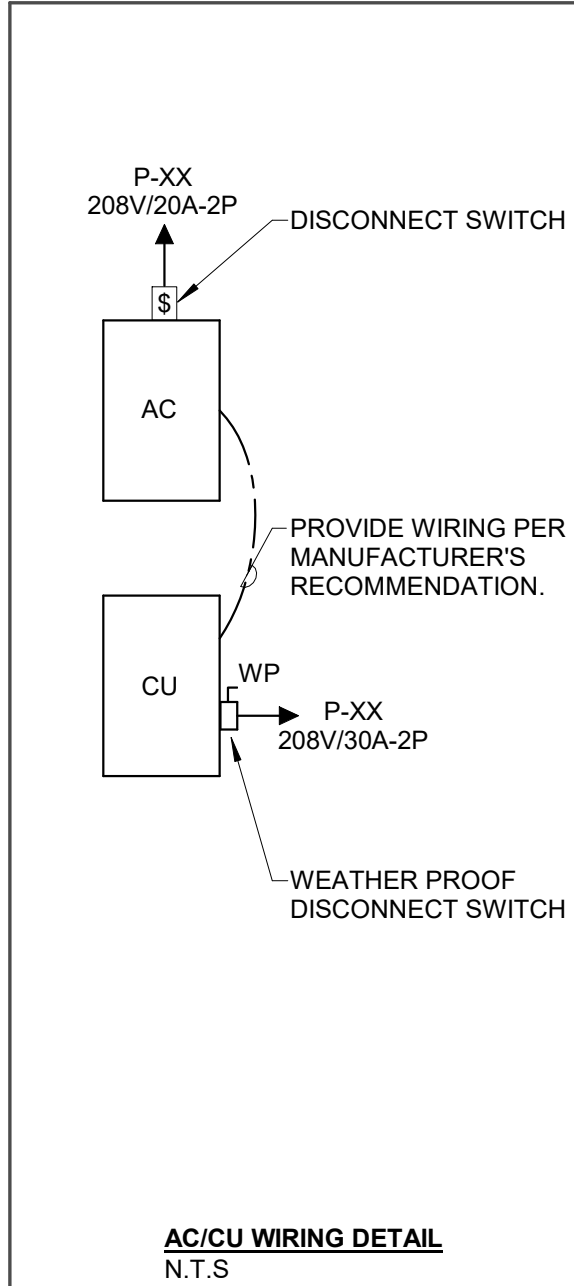 P-XX
208V/20A-2P
DISCONNECT SWITCH
$
AC
PROVIDE WIRING PER
MANUFACTURER'S
RECOMMENDATION.
CU
WP
P-XX
208V/30A-2P
WEATHER PROOF
DISCONNECT SWITCH
AC/CU WIRING DETAIL
N.T.S